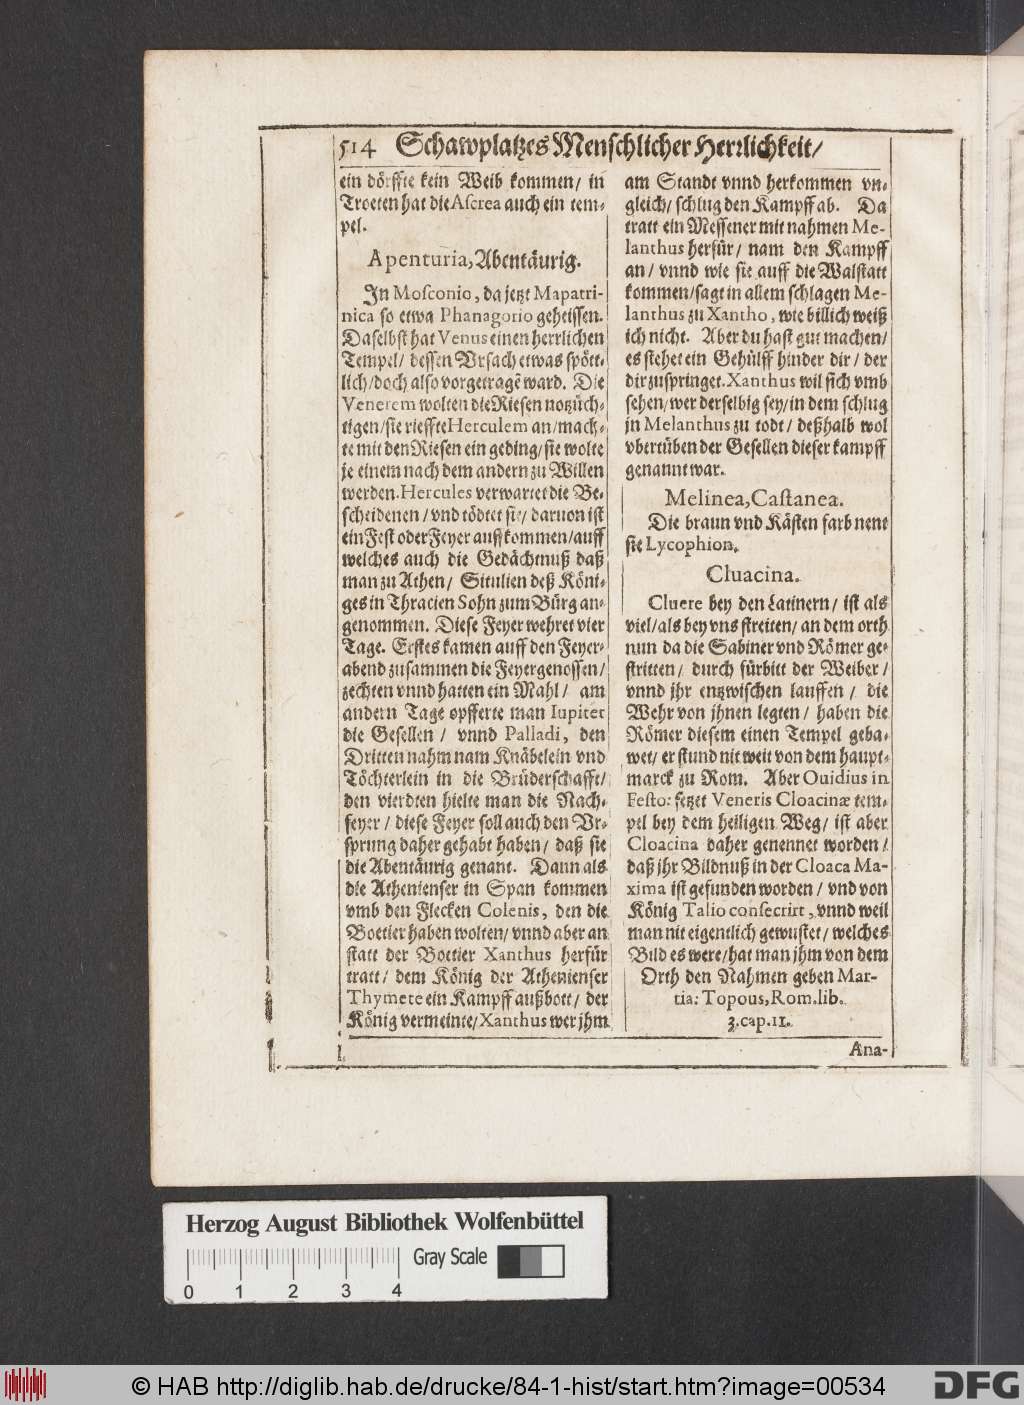 514 Schawplatzes Menschlicher Herrlichkeit/
ein dörffte kein Weib kommen/ in
Troeten hat die Ascrea auch ein tem-
pel.
Apenturia, Abentäurig.
In Mosconio, da jetzt Mapatri-
nica so etwa Phanagorio geheissen.
Daselbst hat Venus einen herrlichen
Tempel/ dessen Vrsach etwas spött-
lich/ doch also vorgetragē ward. Die
Venerem wolten die Riesen notzüch-
tigen/ sie rieffte Herculem an/ mach-
te mit den Riesen ein geding/ sie wolte
je einem nach dem andern zu Willen
werden. Hercules verwartet die Be-
scheidenen/ vnd tödtet sie/ daruon ist
ein Fest oder Feyer auffkommen/ auff
welches auch die Gedächtnuß daß
man zu Athen/ Situlien deß Köni-
ges in Thracien Sohn zum Bürg an-
genommen. Diese Feyer wehret vier
Tage. Erstes kamen auff den Feyer-
abend zusammen die Feyergenossen/
zechten vnnd hatten ein Mahl/ am
andern Tage opfferte man Iupiter
die Gesellen/ vnnd Palladi, den
Dritten nahm nam Knäbelein vnd
Töchterlein in die Brüderschafft/
den vierdten hielte man die Nach-
feyer/ diese Feyer soll auch den Vr-
sprung daher gehabt haben/ daß sie
die Abentäurig genant. Dann als
die Athenienser in Span kommen
vmb den Flecken Colenis, den die
Boetier haben wolten/ vnnd aber an
statt der Boetier Xanthus herfür
tratt/ dem König der Athenienser
Thymete ein Kampff außbott/ der
König vermeinte/ Xanthus wer jhm
am Standt vnnd herkommen vn-
gleich/ schlug den Kampff ab. Da
tratt ein Messener mit nahmen Me-
lanthus herfür/ nam den Kampff
an/ vnnd wie sie auff die Walstatt
kommen/ sagt in allem schlagen Me-
lanthus zu Xantho, wie billich weiß
ich nicht. Aber du hast gut machen/
es stehet ein Gehülff hinder dir/ der
dir zuspringet. Xanthus wil sich vmb
sehen/ wer derselbig sey/ in dem schlug
jn Melanthus zu todt/ deßhalb wol
vbertüben der Gesellen dieser kampff
genannt war.
Melinea, Castanea.
Die braun vnd Kästen farb nent
sie Lycophion.
Cluacina.
Cluere bey den Latinern/ ist als
viel/ als bey vns streiten/ an dem orth
nun da die Sabiner vnd Römer ge-
stritten/ durch fürbitt der Weiber/
vnnd jhr entzwischen lauffen/ die
Wehr von jhnen legten/ haben die
Römer diesem einen Tempel geba-
wet/ er stund nit weit von dem haupt-
marck zu Rom. Aber Ouidius in
Festo: setzet Veneris Cloacinæ tem-
pel bey dem heiligen Weg/ ist aber
Cloacina daher genennet worden/
daß jhr Bildnuß in der Cloaca Ma-
xima ist gefunden worden/ vnd von
König Talio consecrirt, vnnd weil
man nit eigentlich gewustet/ welches
Bild es were/ hat man jhm von dem
Orth den Nahmen geben Mar-
tia: Topous, Rom. lib.
3. cap. 11.
Ana-
Herzog August Bibliothek Wolfenbüttel
Gray Scale
0 1 2 3 4
© HAB http://diglib.hab.de/drucke/84-1-hist/start.htm?image=00534
DFG